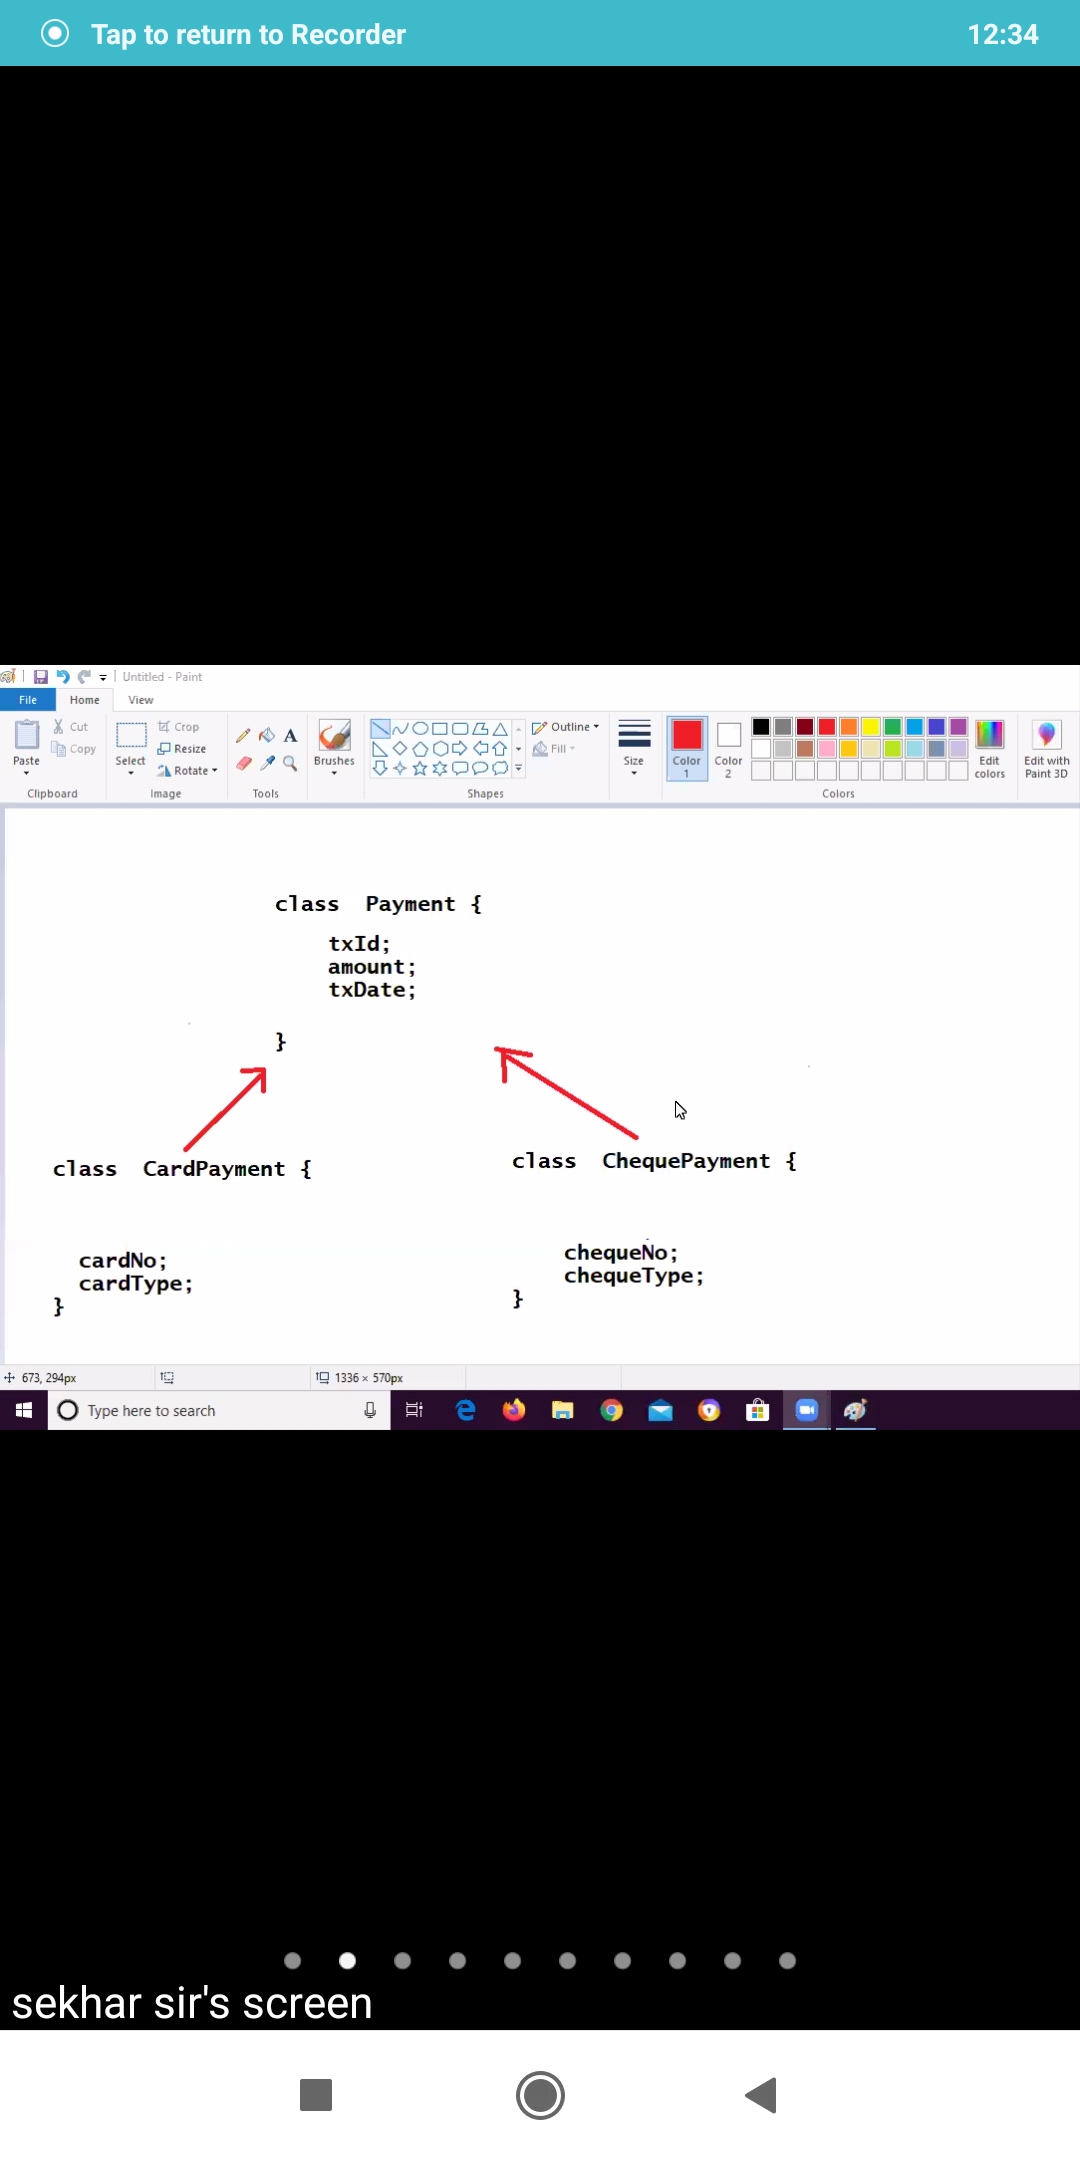 Tap to return to Recorder 12:34
Untitled - Paint
File Home View
Paste
Cut
Copy
Clipboard
Select
Crop
Resize
Rotate
Image
A
Tools
Brushes
Shapes
Outline
Fill
Size
Color 1
Color 2
Colors
Edit colors
Edit with Paint 3D
class Payment {
txId;
amount;
txDate;
}
class CardPayment {
cardNo;
cardType;
}
class ChequePayment {
chequeNo;
chequeType;
}
673, 294px 1336 × 570px
Type here to search
sekhar sir's screen